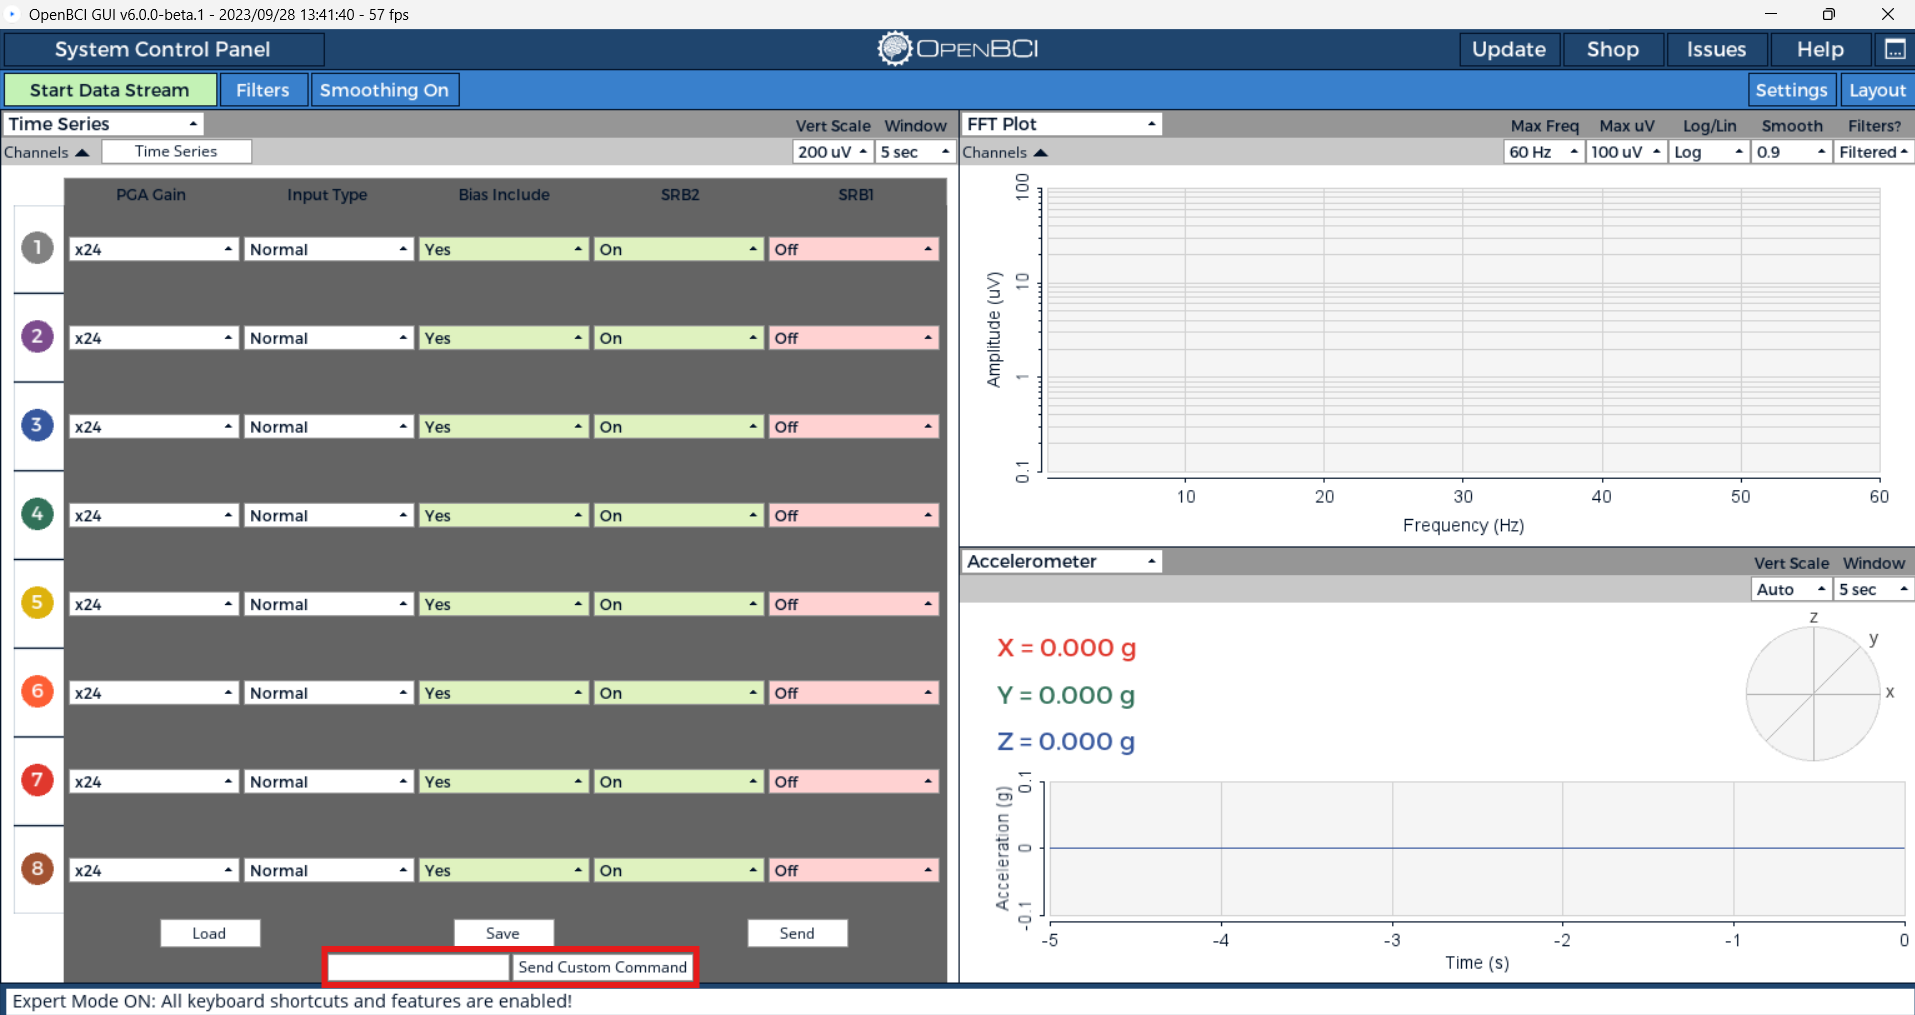 OpenBCI GUI v6.0.0-beta.1 - 2023/09/28 13:41:40 - 57 fps
System Control Panel
OPENBCI
Update Shop Issues Help
Start Data Stream Filters Smoothing On
Settings Layout
Time Series
Vert Scale Window
Channels Time Series
200 uV 5 sec
PGA Gain Input Type Bias Include SRB2 SRB1
1 x24 Normal Yes On Off
2 x24 Normal Yes On Off
3 x24 Normal Yes On Off
4 x24 Normal Yes On Off
5 x24 Normal Yes On Off
6 x24 Normal Yes On Off
7 x24 Normal Yes On Off
8 x24 Normal Yes On Off
Load Save Send
Send Custom Command
FFT Plot
Max Freq Max uV Log/Lin Smooth Filters?
Channels
60 Hz 100 uV Log 0.9 Filtered
Amplitude (uV)
100
10
1
0.1
10 20 30 40 50 60
Frequency (Hz)
Accelerometer
Vert Scale Window
Auto 5 sec
X = 0.000 g
Y = 0.000 g
Z = 0.000 g
z
y
x
Acceleration (g)
0.1
0
-0.1
-5 -4 -3 -2 -1 0
Time (s)
Expert Mode ON: All keyboard shortcuts and features are enabled!